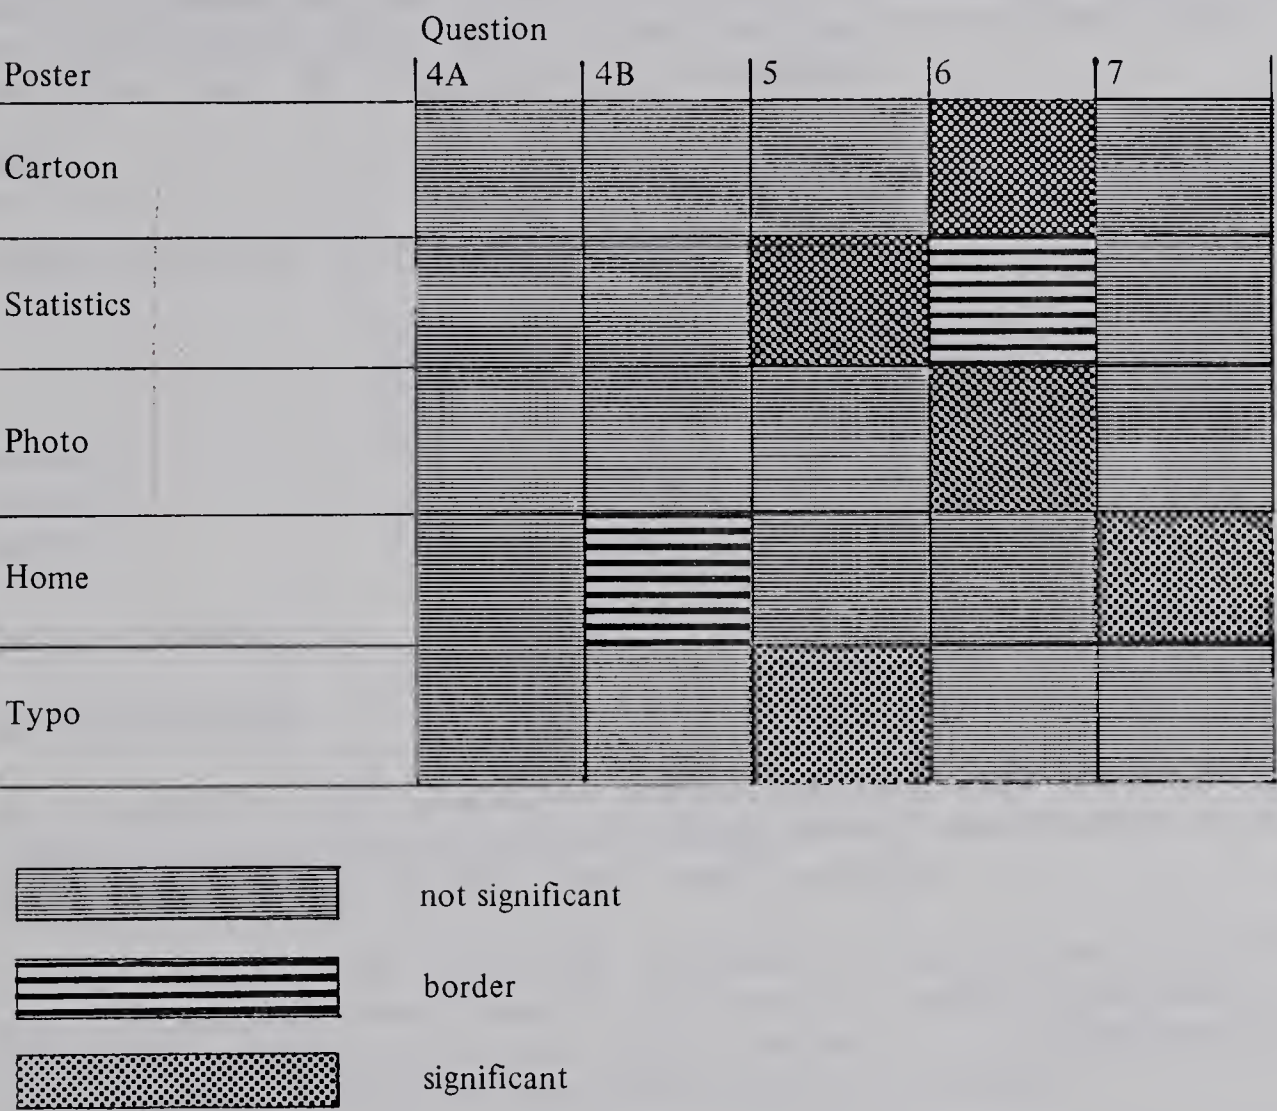 Question
Poster 4A 4B 5 6 7
Cartoon
Statistics
Photo
Home
Typo
not significant
border
significant